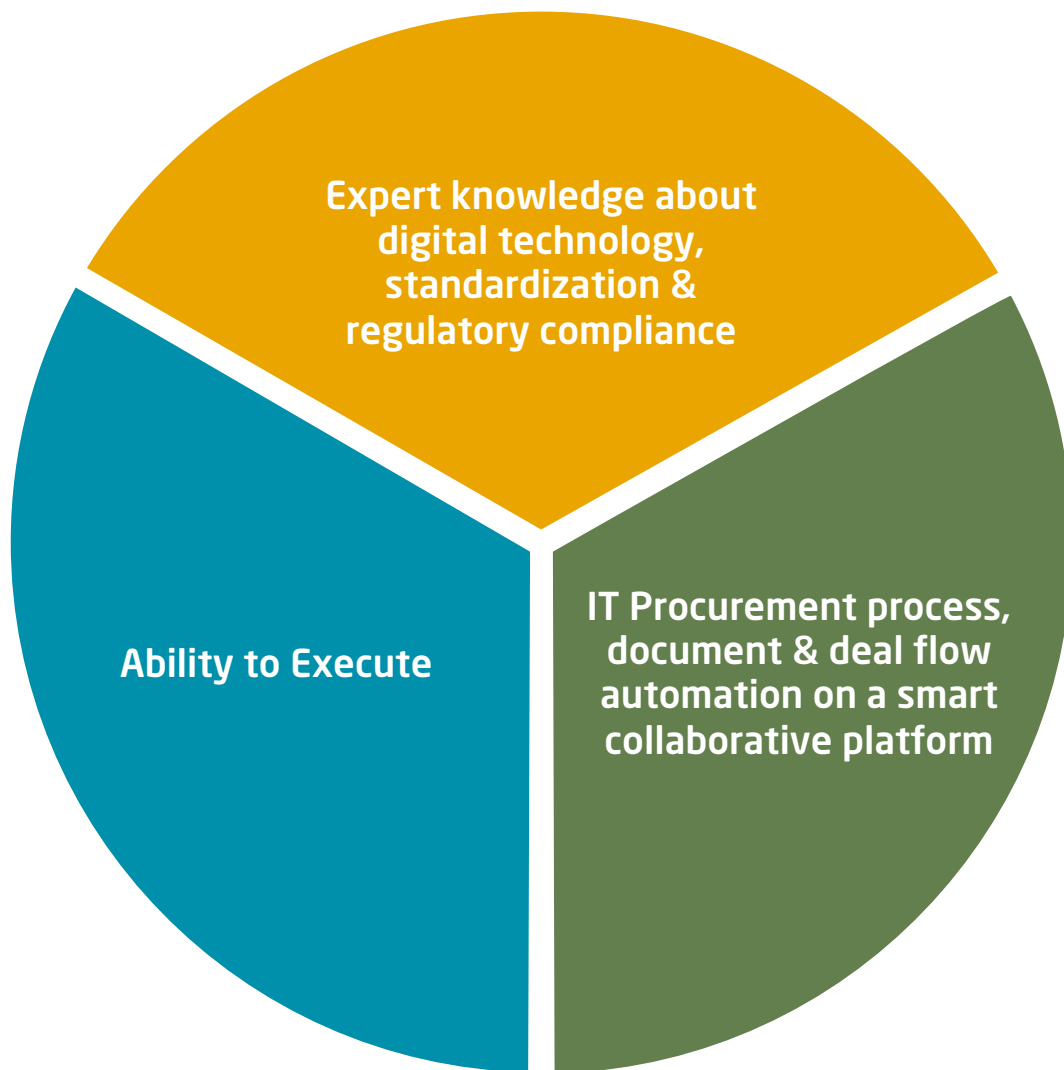 Expert knowledge about
digital technology,
standardization &
regulatory compliance
IT Procurement process,
document & deal flow
automation on a smart
collaborative platform
Ability to Execute